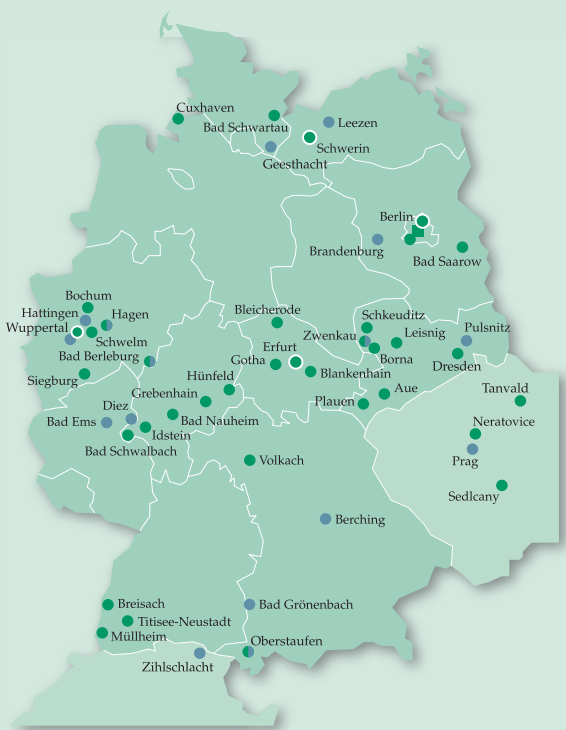 Cuxhaven
Bad Schwartau
Leezen
Schwerin
Geesthacht
Berlin
Brandenburg
Bad Saarow
Bochum
Hattingen
Hagen
Wuppertal
Schwelm
Bad Berleburg
Siegburg
Bleicherode
Schkeuditz
Zwenkau
Leisnig
Pulsnitz
Erfurt
Gotha
Borna
Dresden
Blankenhain
Hünfeld
Aue
Tanvald
Grebenhain
Plauen
Diez
Bad Nauheim
Neratovice
Bad Ems
Idstein
Bad Schwalbach
Volkach
Prag
Sedlcany
Berching
Breisach
Bad Grönenbach
Titisee-Neustadt
Müllheim
Oberstaufen
Zihlschlacht